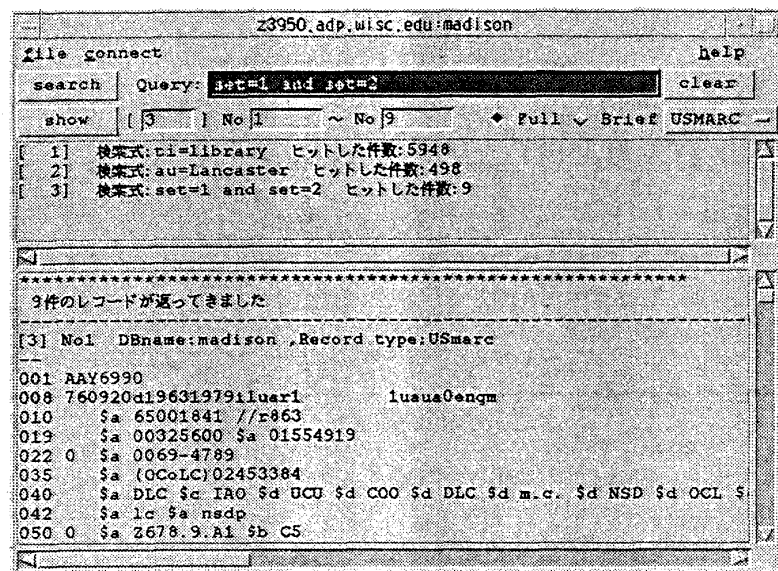 z3950.adp.wisc.edu:madison
file connect help
search Query: set=1 and set=2 clear
show [ 3 ] No 1 ~ No 9 Full Brief USMARC
[ 1] 検索式:ti=library ヒットした件数:5948
[ 2] 検索式:au=Lancaster ヒットした件数:498
[ 3] 検索式:set=1 and set=2 ヒットした件数:9
************************************************************
9件のレコードが返ってきました
------------------------------------------------------------
[3] No1 DBname:madison ,Record type:USmarc
--
001 AAY6990
008 760920d19631979iluar1 1uaua0enqm
010 $a 65001841 //r863
019 $a 00325600 $a 01554919
022 0 $a 0069-4789
035 $a (OCoLC)02453384
040 $a DLC $c IAO $d UCU $d COO $d DLC $d m.c. $d NSD $d OCL $
042 $a lc $a nsdp
050 0 $a Z678.9.A1 $b C5